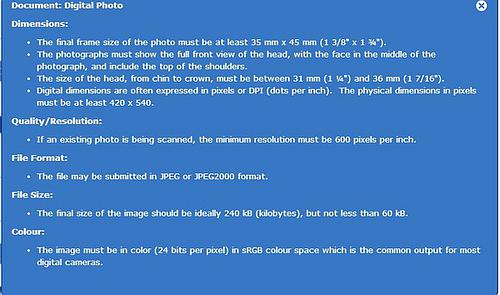 Document: Digital Photo
Dimensions:
• The final frame size of the photo must be at least 35 mm x 45 mm (1 3/8" x 1 ¾").
• The photographs must show the full front view of the head, with the face in the middle of the
photograph, and include the top of the shoulders.
• The size of the head, from chin to crown, must be between 31 mm (1 ¼") and 36 mm (1 7/16").
• Digital dimensions are often expressed in pixels or DPI (dots per inch). The physical dimensions in pixels
must be at least 420 x 540.
Quality/Resolution:
• If an existing photo is being scanned, the minimum resolution must be 600 pixels per inch.
File Format:
• The file may be submitted in JPEG or JPEG2000 format.
File Size:
• The final size of the image should be ideally 240 kB (kilobytes), but not less than 60 kB.
Colour:
• The image must be in color (24 bits per pixel) in sRGB colour space which is the common output for most
digital cameras.